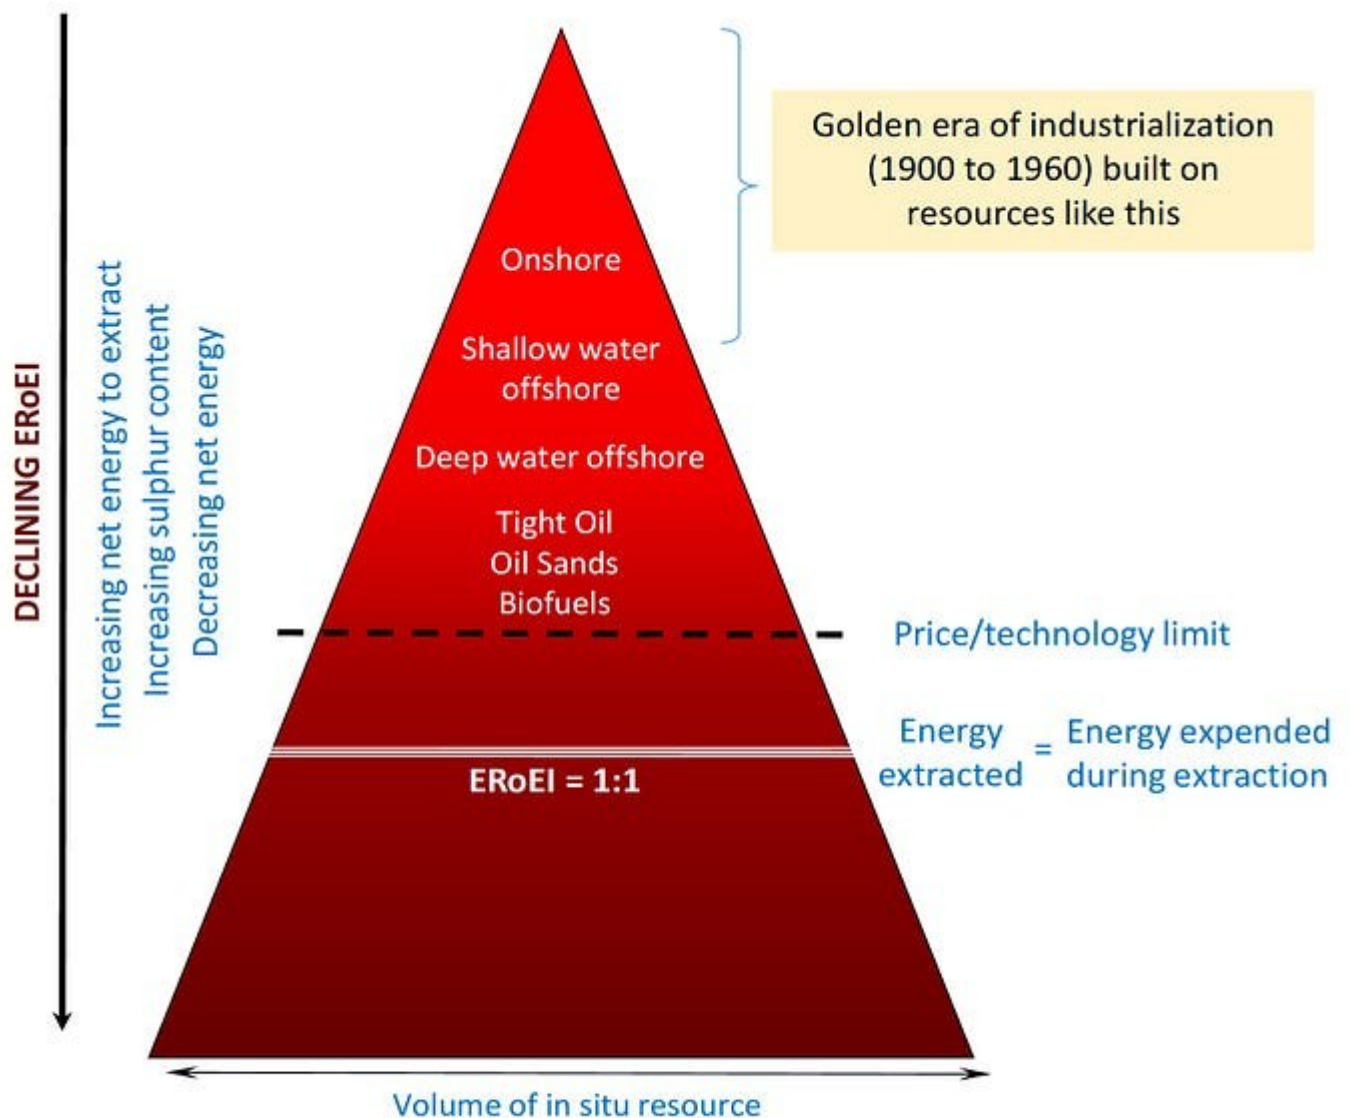 DECLINING ERoEI
Increasing net energy to extract
Increasing sulphur content
Decreasing net energy
Golden era of industrialization
(1900 to 1960) built on
resources like this
Onshore
Shallow water
offshore
Deep water offshore
Tight Oil
Oil Sands
Biofuels
Price/technology limit
Energy
extracted
=
Energy expended
during extraction
ERoEI = 1:1
Volume of in situ resource